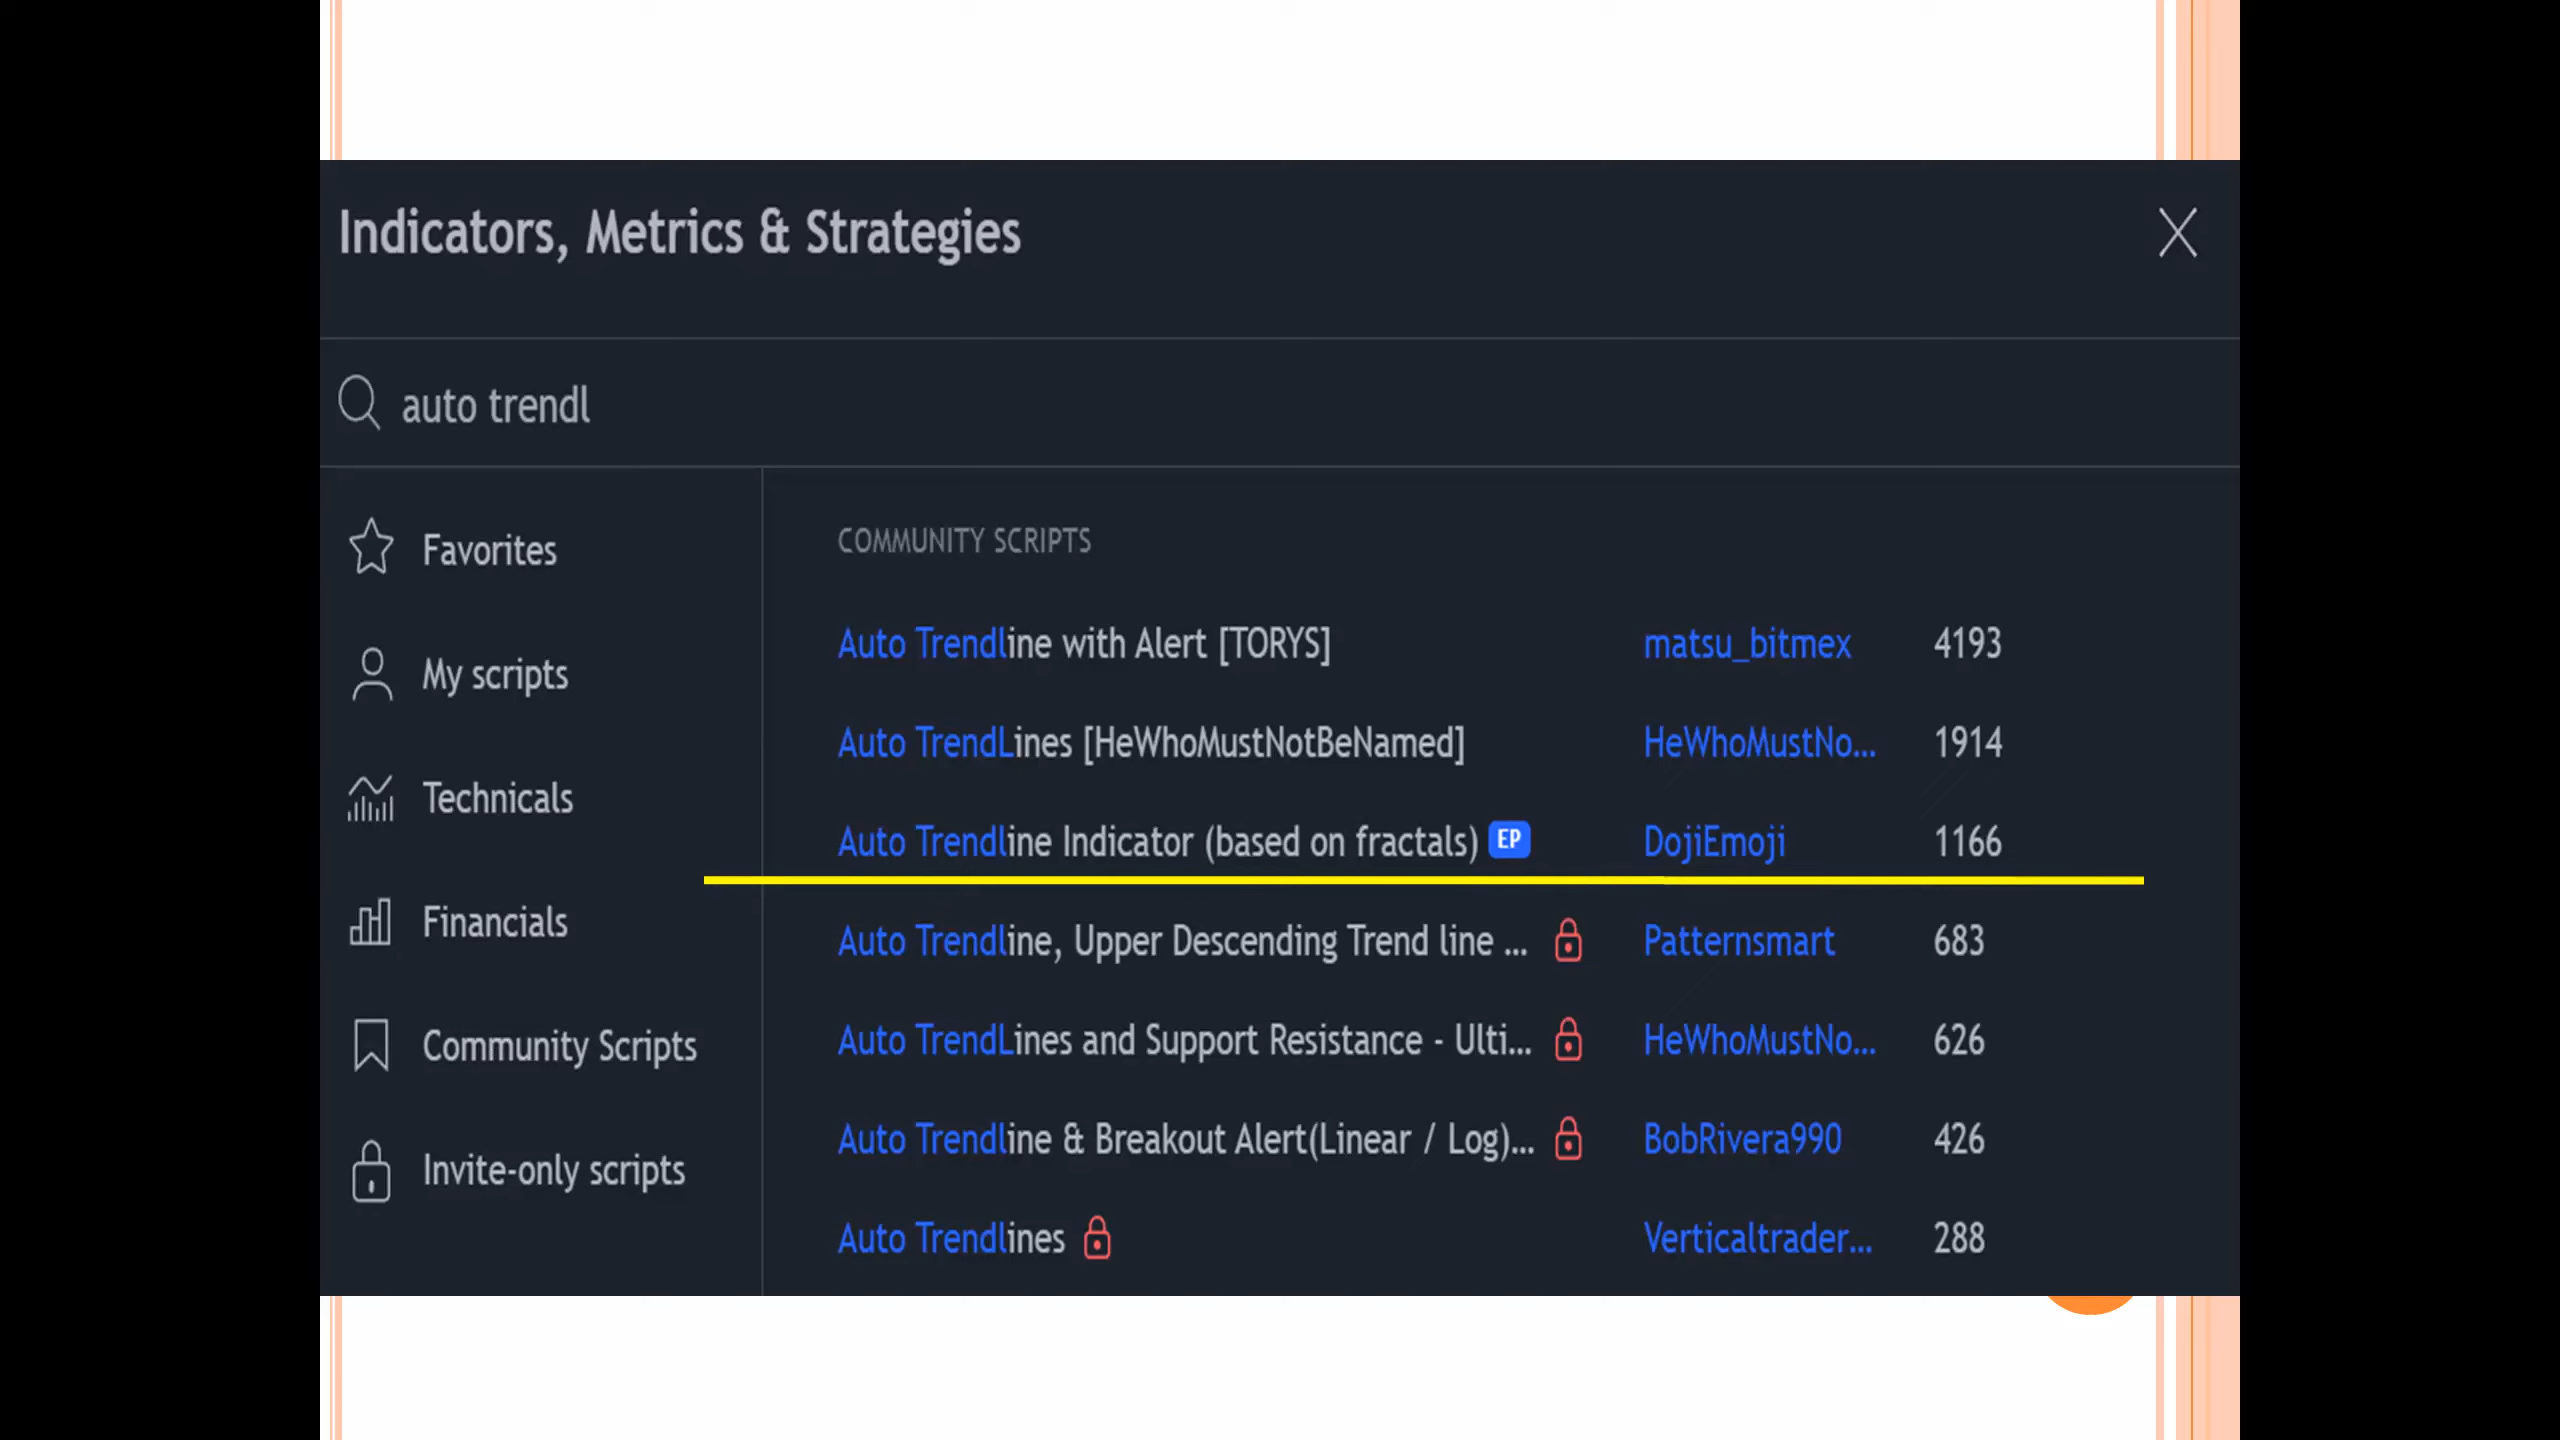 Indicators, Metrics & Strategies
auto trendl
Favorites
My scripts
Technicals
Financials
Community Scripts
Invite-only scripts
COMMUNITY SCRIPTS
Auto Trendline with Alert [TORYS] matsu_bitmex 4193
Auto TrendLines [HeWhoMustNotBeNamed] HeWhoMustNo... 1914
Auto Trendline Indicator (based on fractals) EP DojiEmoji 1166
Auto Trendline, Upper Descending Trend line ... Patternsmart 683
Auto TrendLines and Support Resistance - Ulti... HeWhoMustNo... 626
Auto Trendline & Breakout Alert(Linear / Log)... BobRivera990 426
Auto Trendlines Verticaltrader... 288